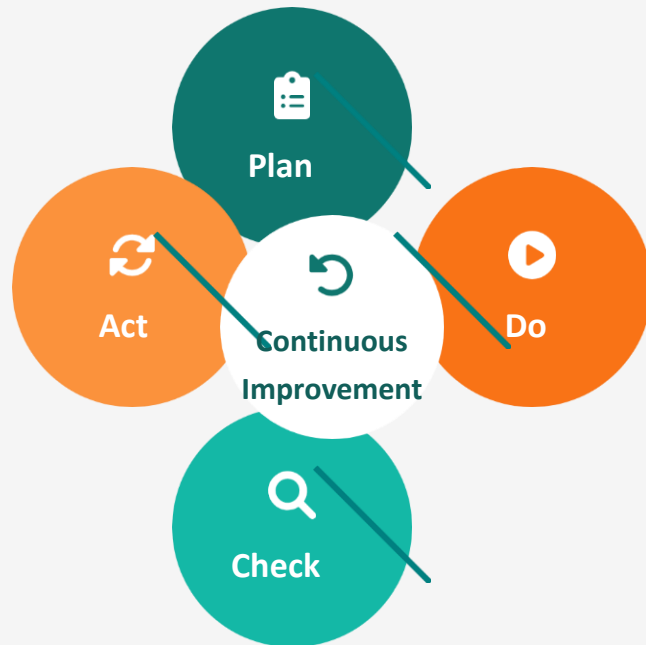 Plan
Act
Do
Continuous
Improvement
Check